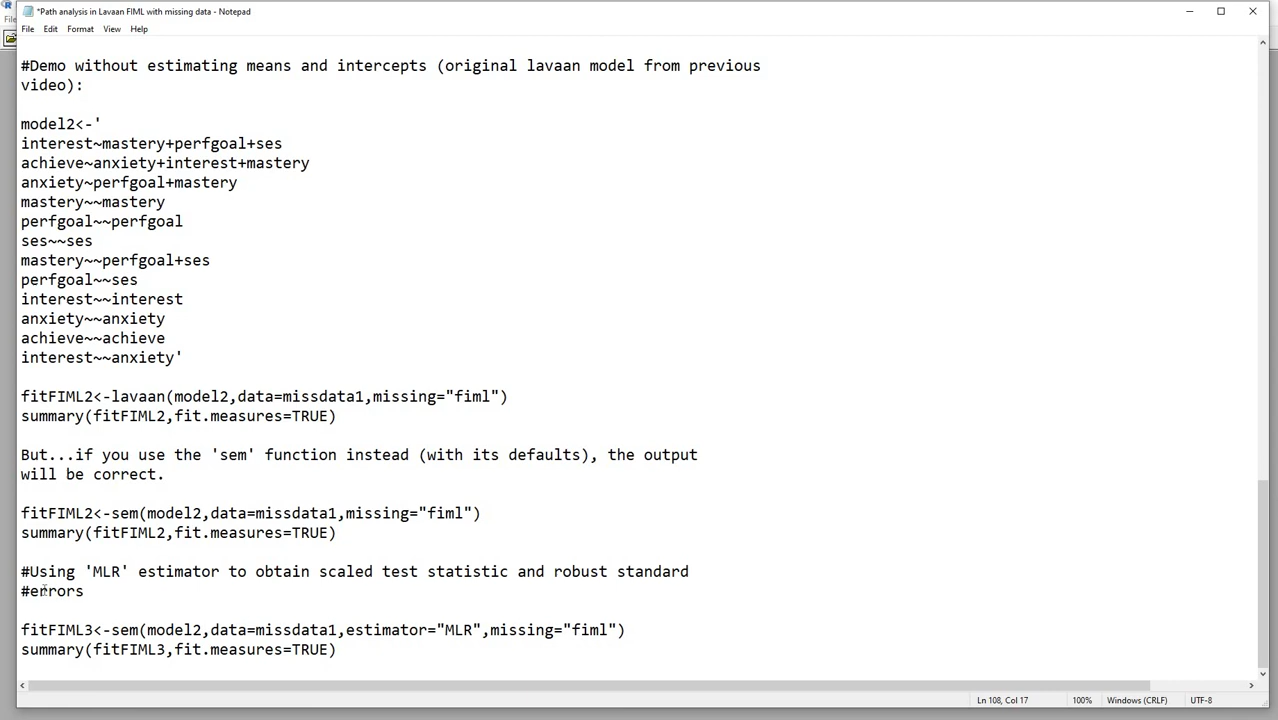 *Path analysis in Lavaan FIML with missing data - Notepad
File
File Edit Format View Help
#Demo without estimating means and intercepts (original lavaan model from previous
video):
model2<-'
interest~mastery+perfgoal+ses
achieve~anxiety+interest+mastery
anxiety~perfgoal+mastery
mastery~~mastery
perfgoal~~perfgoal
ses~~ses
mastery~~perfgoal+ses
perfgoal~~ses
interest~~interest
anxiety~~anxiety
achieve~~achieve
interest~~anxiety'
fitFIML2<-lavaan(model2,data=missdata1,missing="fiml")
summary(fitFIML2,fit.measures=TRUE)
But...if you use the 'sem' function instead (with its defaults), the output
will be correct.
fitFIML2<-sem(model2,data=missdata1,missing="fiml")
summary(fitFIML2,fit.measures=TRUE)
#Using 'MLR' estimator to obtain scaled test statistic and robust standard
#errors
fitFIML3<-sem(model2,data=missdata1,estimator="MLR",missing="fiml")
summary(fitFIML3,fit.measures=TRUE)
Ln 108, Col 17 100% Windows (CRLF) UTF-8